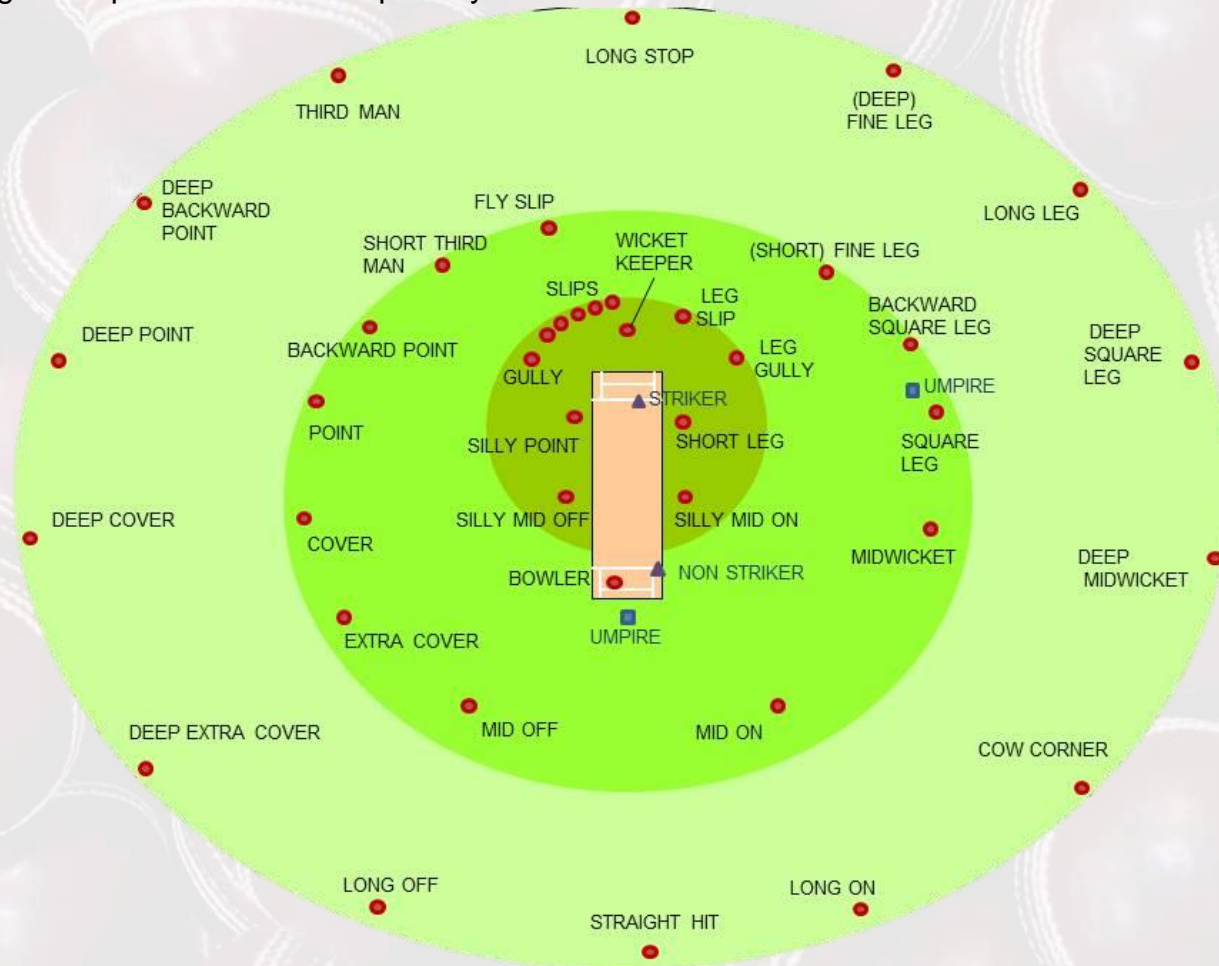 LONG STOP
THIRD MAN
(DEEP)
FINE LEG
DEEP
BACKWARD
POINT
LONG LEG
FLY SLIP
SHORT THIRD
MAN
WICKET
KEEPER
(SHORT) FINE LEG
SLIPS
LEG
SLIP
BACKWARD
SQUARE LEG
DEEP POINT
BACKWARD POINT
DEEP
SQUARE
LEG
LEG
GULLY
GULLY
UMPIRE
STRIKER
POINT
SILLY POINT
SHORT LEG
SQUARE
LEG
DEEP COVER
SILLY MID OFF
SILLY MID ON
COVER
MIDWICKET
DEEP
MIDWICKET
BOWLER
NON STRIKER
EXTRA COVER
UMPIRE
DEEP EXTRA COVER
MID OFF
MID ON
COW CORNER
LONG OFF
LONG ON
STRAIGHT HIT